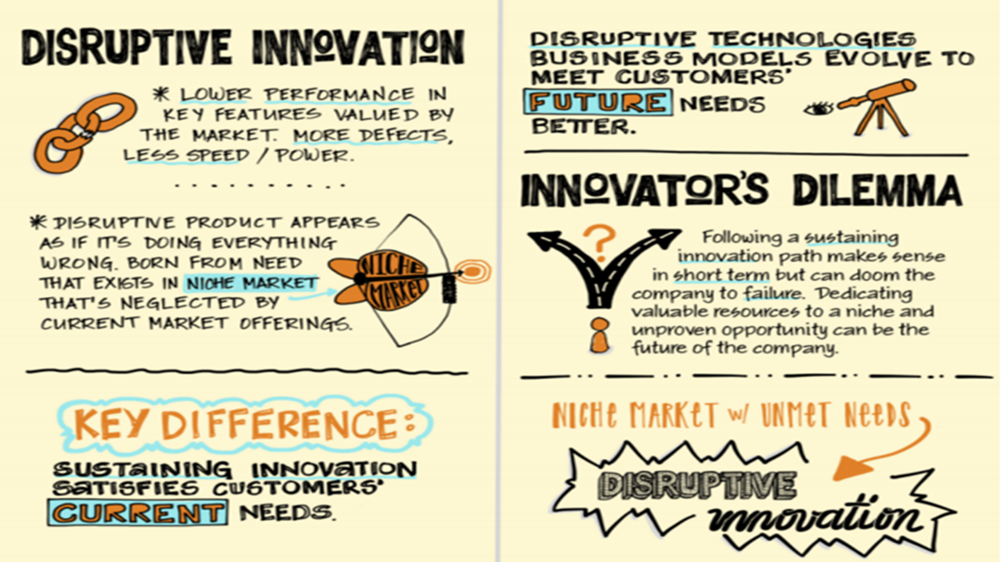 DISRUPTIVE INNOVATION
* LOWER PERFORMANCE IN
KEY FEATURES VALUED BY
THE MARKET. MORE DEFECTS,
LESS SPEED / POWER.
* DISRUPTIVE PRODUCT APPEARS
AS IF IT'S DOING EVERYTHING
WRONG. BORN FROM NEED
THAT EXISTS IN NICHE MARKET
THAT'S NEGLECTED BY
CURRENT MARKET OFFERINGS.
NICHE
MARKET
KEY DIFFERENCE:
SUSTAINING INNOVATION
SATISFIES CUSTOMERS'
CURRENT NEEDS.
DISRUPTIVE TECHNOLOGIES
BUSINESS MODELS EVOLVE TO
MEET CUSTOMERS'
FUTURE NEEDS
BETTER.
INNOVATOR'S DILEMMA
?
Following a sustaining
innovation path makes sense
in short term but can doom the
company to failure. Dedicating
valuable resources to a niche and
unproven opportunity can be the
future of the company.
NICHE MARKET W/ UNMET NEEDS
DISRUPTIVE
innovation